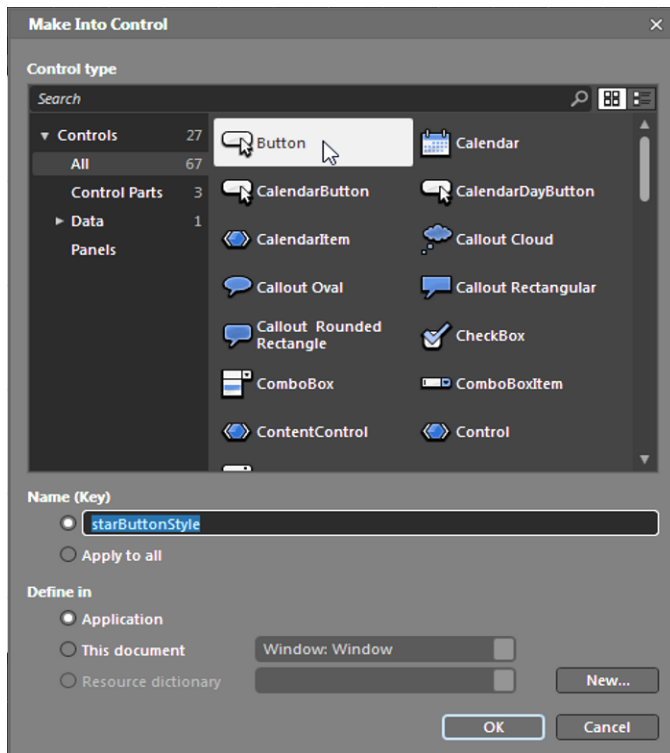 Make Into Control
Control type
Search
Controls 27
All 67
Control Parts 3
Data 1
Panels
Button
Calendar
CalendarButton
CalendarDayButton
CalendarItem
Callout Cloud
Callout Oval
Callout Rectangular
Callout Rounded
Rectangle
CheckBox
ComboBox
ComboBoxItem
ContentControl
Control
Name (Key)
starButtonStyle
Apply to all
Define in
Application
This document
Window: Window
Resource dictionary
New...
OK
Cancel